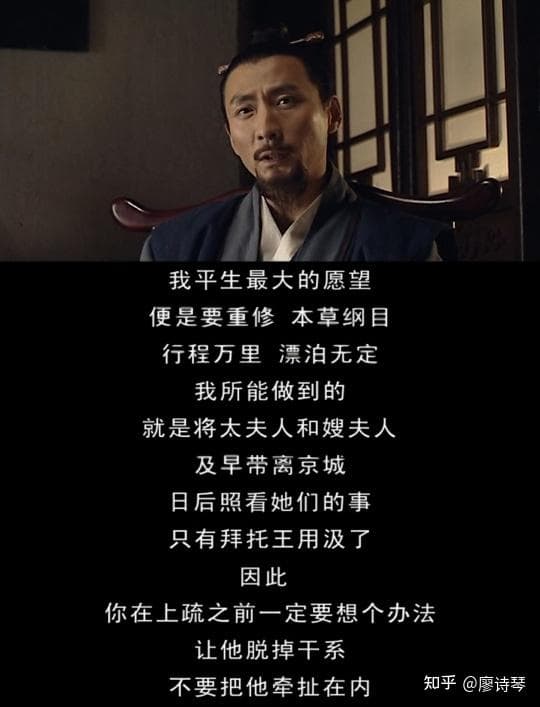 我平生最大的愿望
便是要重修 本草纲目
行程万里 漂泊无定
我所能做到的
就是将太夫人和嫂夫人
及早带离京城
日后照看她们的事
只有拜托王用汲了
因此
你在上疏之前一定要想个办法
让他脱掉干系
不要把他牵扯在内
知乎 @廖诗琴